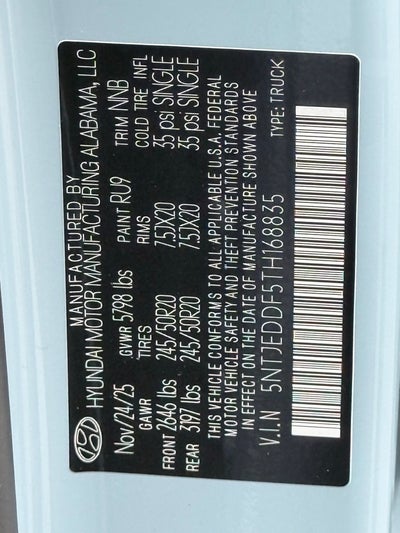 MANUFACTURED BY
HYUNDAI MOTOR MANUFACTURING ALABAMA, LLC
Nov/24/25 GVWR 5798 lbs PAINT RU9 TRIM NNB
GAWR TIRES RIMS COLD TIRE INFL
FRONT 2646 lbs 245/50R20 7.5JX20 35 psi SINGLE
REAR 3197 lbs 245/50R20 7.5JX20 35 psi SINGLE
THIS VEHICLE CONFORMS TO ALL APPLICABLE U.S.A. FEDERAL
MOTOR VEHICLE SAFETY AND THEFT PREVENTION STANDARDS
IN EFFECT ON THE DATE OF MANUFACTURE SHOWN ABOVE
V.I.N 5NTJEDDF5TH168835 TYPE: TRUCK